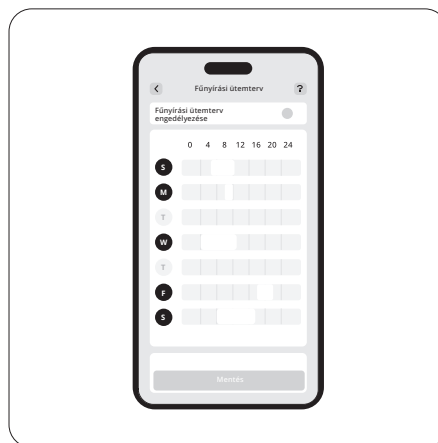 Fűnyírási ütemterv ?
Fűnyírási ütemterv
engedélyezése
0 4 8 12 16 20 24
S
M
T
W
T
F
S
Mentés